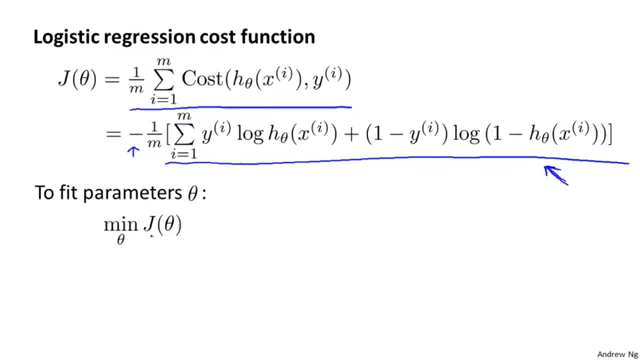 Logistic regression cost function
J(θ) = 1/m ∑_{i=1}^{m} Cost(h_θ(x^{(i)}), y^{(i)})
= -1/m [∑_{i=1}^{m} y^{(i)} log h_θ(x^{(i)}) + (1 − y^{(i)}) log (1 − h_θ(x^{(i)}))]
To fit parameters θ :
min_θ J(θ)
Andrew Ng